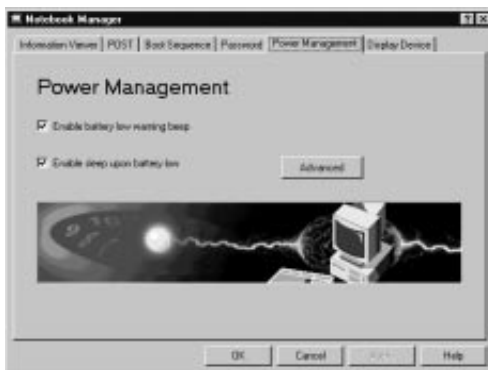 Notebook Manager
Information Viewer POST Boot Sequence Password Power Management Display Device
Power Management
Enable battery low warning beep
Enable sleep upon battery low
Advanced
OK Cancel Help